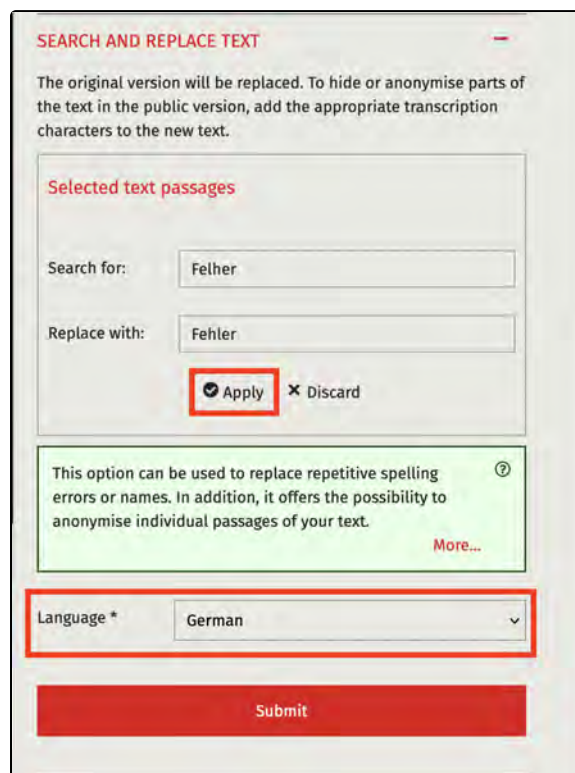 SEARCH AND REPLACE TEXT
The original version will be replaced. To hide or anonymise parts of
the text in the public version, add the appropriate transcription
characters to the new text.
Selected text passages
Search for: Felher
Replace with: Fehler
Apply Discard
This option can be used to replace repetitive spelling
errors or names. In addition, it offers the possibility to
anonymise individual passages of your text.
More...
Language * German
Submit